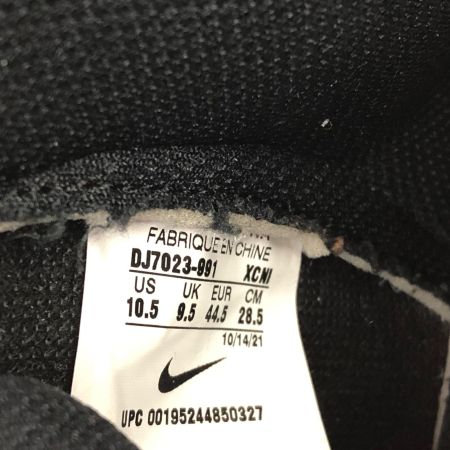 FABRIQUE EN CHINE
DJ7023-991 XCNI
US UK EUR CM
10.5 9.5 44.5 28.5
10/14/21
UPC 00195244850327